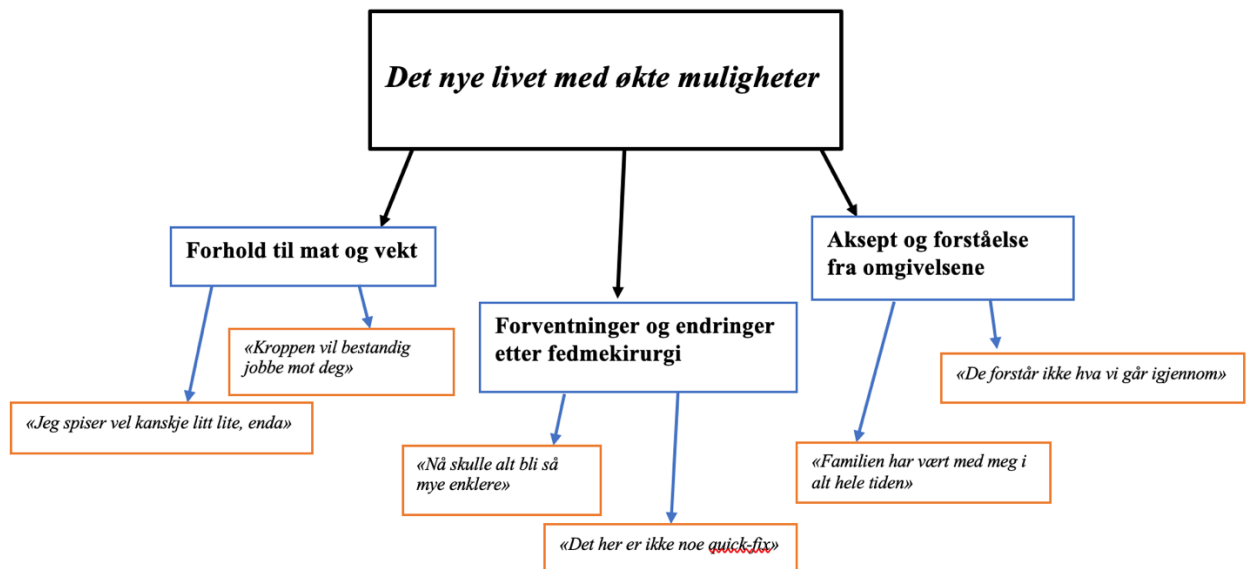 Det nye livet med økte muligheter
Forhold til mat og vekt
Aksept og forståelse
fra omgivelsene
Forventninger og endringer
etter fedmekirurgi
«Kroppen vil bestandig
jobbe mot deg»
«Jeg spiser vel kanskje litt lite, enda»
«De forstår ikke hva vi går igjennom»
«Nå skulle alt bli så
mye enklere»
«Familien har vært med meg i
alt hele tiden»
«Det her er ikke noe quick-fix»